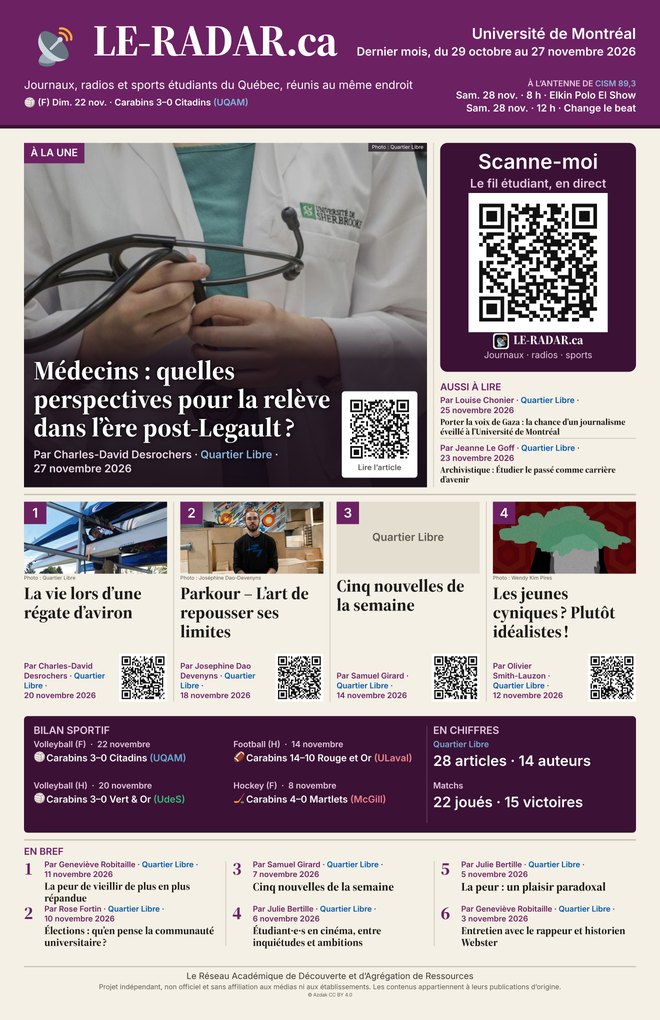 LE-RADAR.ca
Université de Montréal
Dernier mois, du 29 octobre au 27 novembre 2026
Journaux, radios et sports étudiants du Québec, réunis au même endroit
(F) Dim. 22 nov. · Carabins 3–0 Citadins (UQAM)
À L'ANTENNE DE CISM 89,3
Sam. 28 nov. · 8 h · Elkin Polo El Show
Sam. 28 nov. · 12 h · Change le beat
À LA UNE
Photo : Quartier Libre
UNIVERSITÉ DE
SHERBROOKE
Médecins : quelles
perspectives pour la relève
dans l'ère post-Legault ?
Par Charles-David Desrochers · Quartier Libre ·
27 novembre 2026
Lire l'article
Scanne-moi
Le fil étudiant, en direct
LE-RADAR.ca
Journaux · radios · sports
AUSSI À LIRE
Par Louise Chonier · Quartier Libre ·
25 novembre 2026
Porter la voix de Gaza : la chance d'un journalisme
éveillé à l'Université de Montréal
Par Jeanne Le Goff · Quartier Libre ·
23 novembre 2026
Archivistique : Étudier le passé comme carrière
d'avenir
1
Photo : Quartier Libre
La vie lors d'une
régate d'aviron
Par Charles-David
Desrochers · Quartier
Libre ·
20 novembre 2026
2
Photo : Joséphine Dao-Devenyns
Parkour – L'art de
repousser ses
limites
Par Josephine Dao
Devenyns · Quartier
Libre ·
18 novembre 2026
3
Quartier Libre
Cinq nouvelles de
la semaine
Par Samuel Girard ·
Quartier Libre ·
14 novembre 2026
4
Photo : Wendy Kim Pires
Les jeunes
cyniques ? Plutôt
idéalistes !
Par Olivier
Smith-Lauzon ·
Quartier Libre ·
12 novembre 2026
BILAN SPORTIF
Volleyball (F) · 22 novembre
Carabins 3–0 Citadins (UQAM)
Volleyball (H) · 20 novembre
Carabins 3–0 Vert & Or (UdeS)
Football (H) · 14 novembre
Carabins 14–10 Rouge et Or (ULaval)
Hockey (F) · 8 novembre
Carabins 4–0 Martlets (McGill)
EN CHIFFRES
Quartier Libre
28 articles · 14 auteurs
Matchs
22 joués · 15 victoires
EN BREF
1
Par Geneviève Robitaille · Quartier Libre ·
11 novembre 2026
La peur de vieillir de plus en plus
répandue
2
Par Rose Fortin · Quartier Libre ·
10 novembre 2026
Élections : qu'en pense la communauté
universitaire ?
3
Par Samuel Girard · Quartier Libre ·
7 novembre 2026
Cinq nouvelles de la semaine
4
Par Julie Bertille · Quartier Libre ·
6 novembre 2026
Étudiant·e·s en cinéma, entre
inquiétudes et ambitions
5
Par Julie Bertille · Quartier Libre ·
5 novembre 2026
La peur : un plaisir paradoxal
6
Par Geneviève Robitaille · Quartier Libre ·
3 novembre 2026
Entretien avec le rappeur et historien
Webster
Le Réseau Académique de Découverte et d'Agrégation de Ressources
Projet indépendant, non officiel et sans affiliation aux médias ni aux établissements. Les contenus appartiennent à leurs publications d'origine.
© Azdak CC BY 4.0